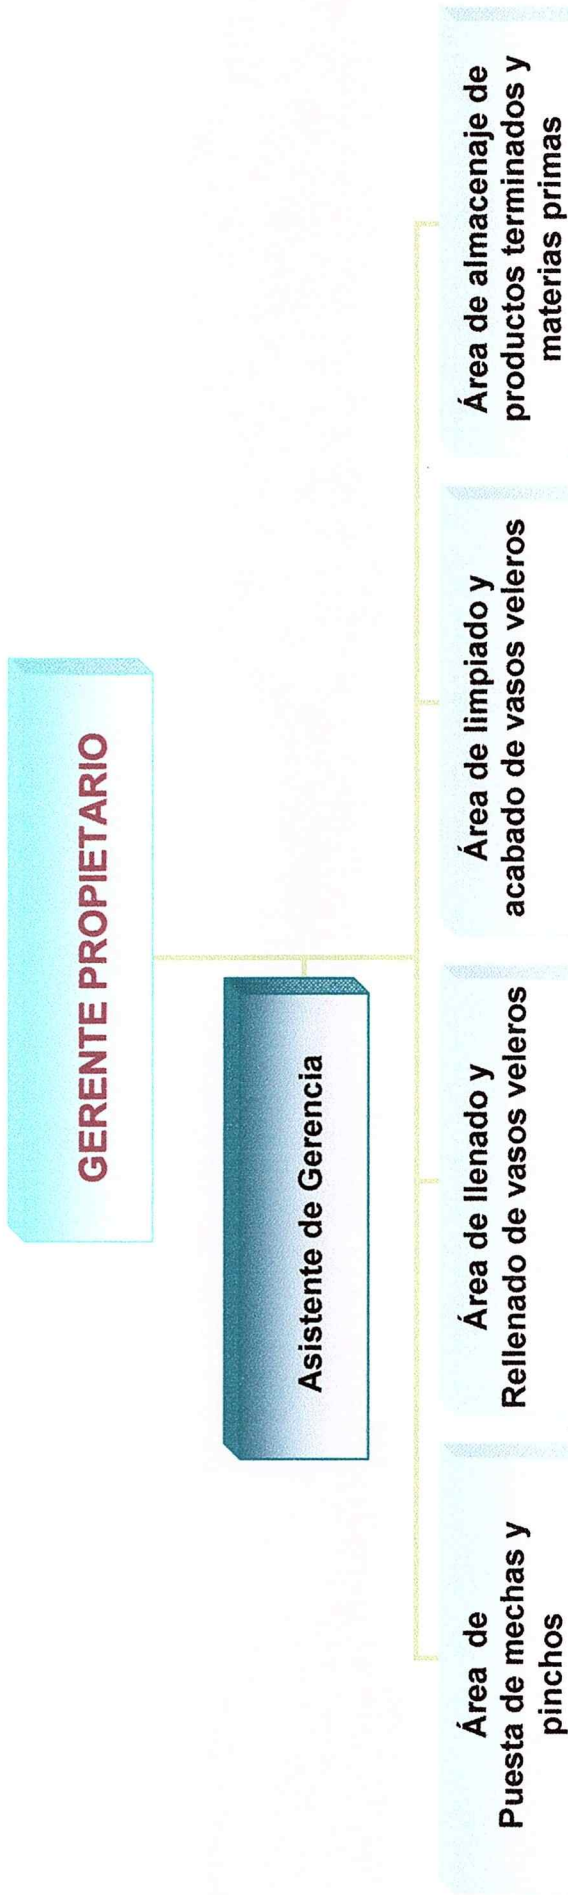 GERENTE PROPIETARIO
Asistente de Gerencia
Área de
Puesta de mechas y
pinchos
Área de llenado y
Rellenado de vasos veleros
Área de limpiado y
acabado de vasos veleros
Área de almacenaje de
productos terminados y
materias primas